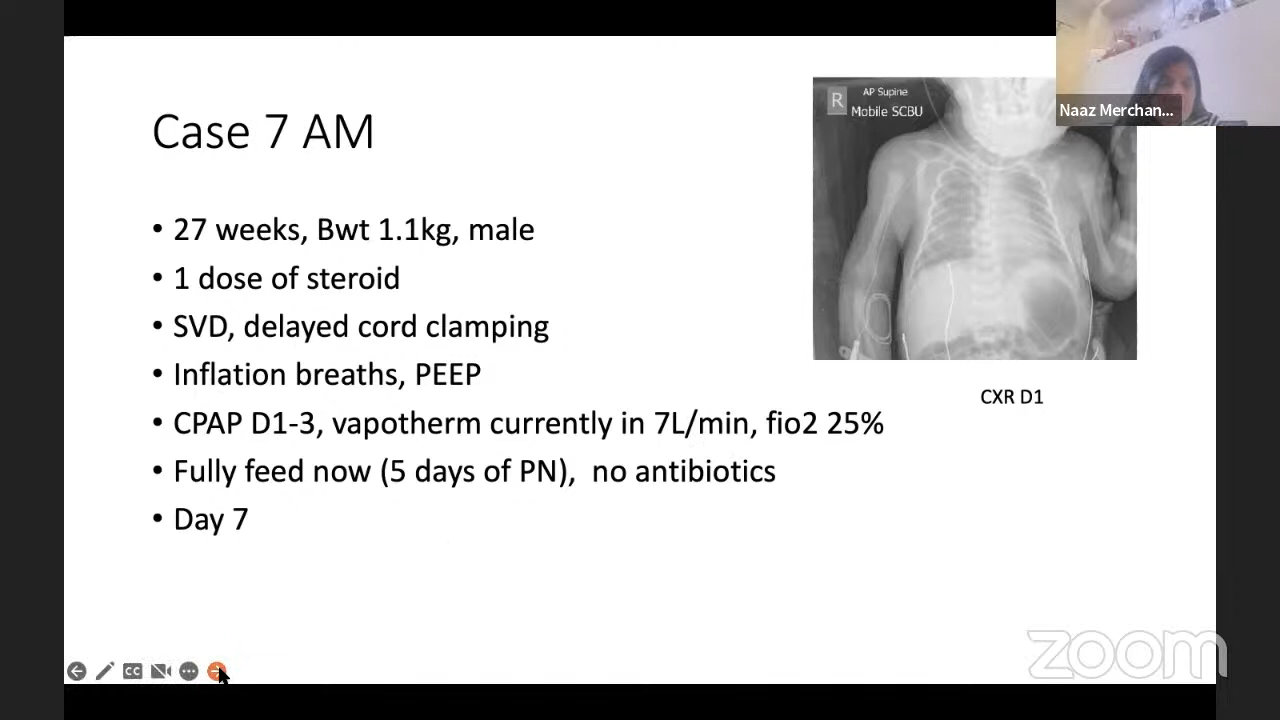 Case 7 AM
• 27 weeks, Bwt 1.1kg, male
• 1 dose of steroid
• SVD, delayed cord clamping
• Inflation breaths, PEEP
• CPAP D1-3, vapotherm currently in 7L/min, fio2 25%
• Fully feed now (5 days of PN),  no antibiotics
• Day 7
R
AP Supine
Mobile SCBU
CXR D1
Naaz Merchan...
CC
zoom